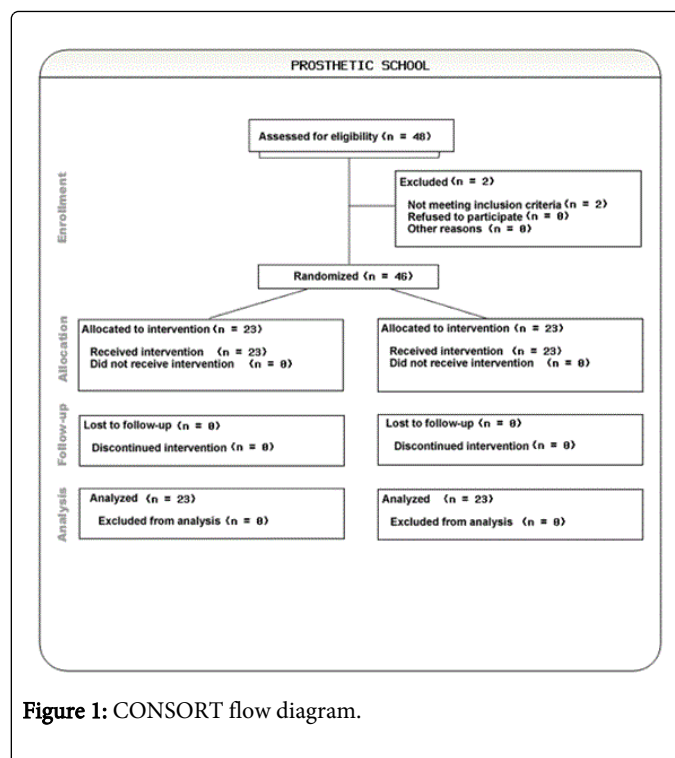 PROSTHETIC SCHOOL
Assessed for eligibility (n = 48)
Enrollment
Excluded (n = 2)
Not meeting inclusion criteria (n = 2)
Refused to participate (n = 0)
Other reasons (n = 0)
Randomized (n = 46)
Allocation
Allocated to intervention (n = 23)
Received intervention (n = 23)
Did not receive intervention (n = 0)
Allocated to intervention (n = 23)
Received intervention (n = 23)
Did not receive intervention (n = 0)
Follow-up
Lost to follow-up (n = 0)
Discontinued intervention (n = 0)
Lost to follow-up (n = 0)
Discontinued intervention (n = 0)
Analysis
Analyzed (n = 23)
Excluded from analysis (n = 0)
Analyzed (n = 23)
Excluded from analysis (n = 0)
Figure 1: CONSORT flow diagram.